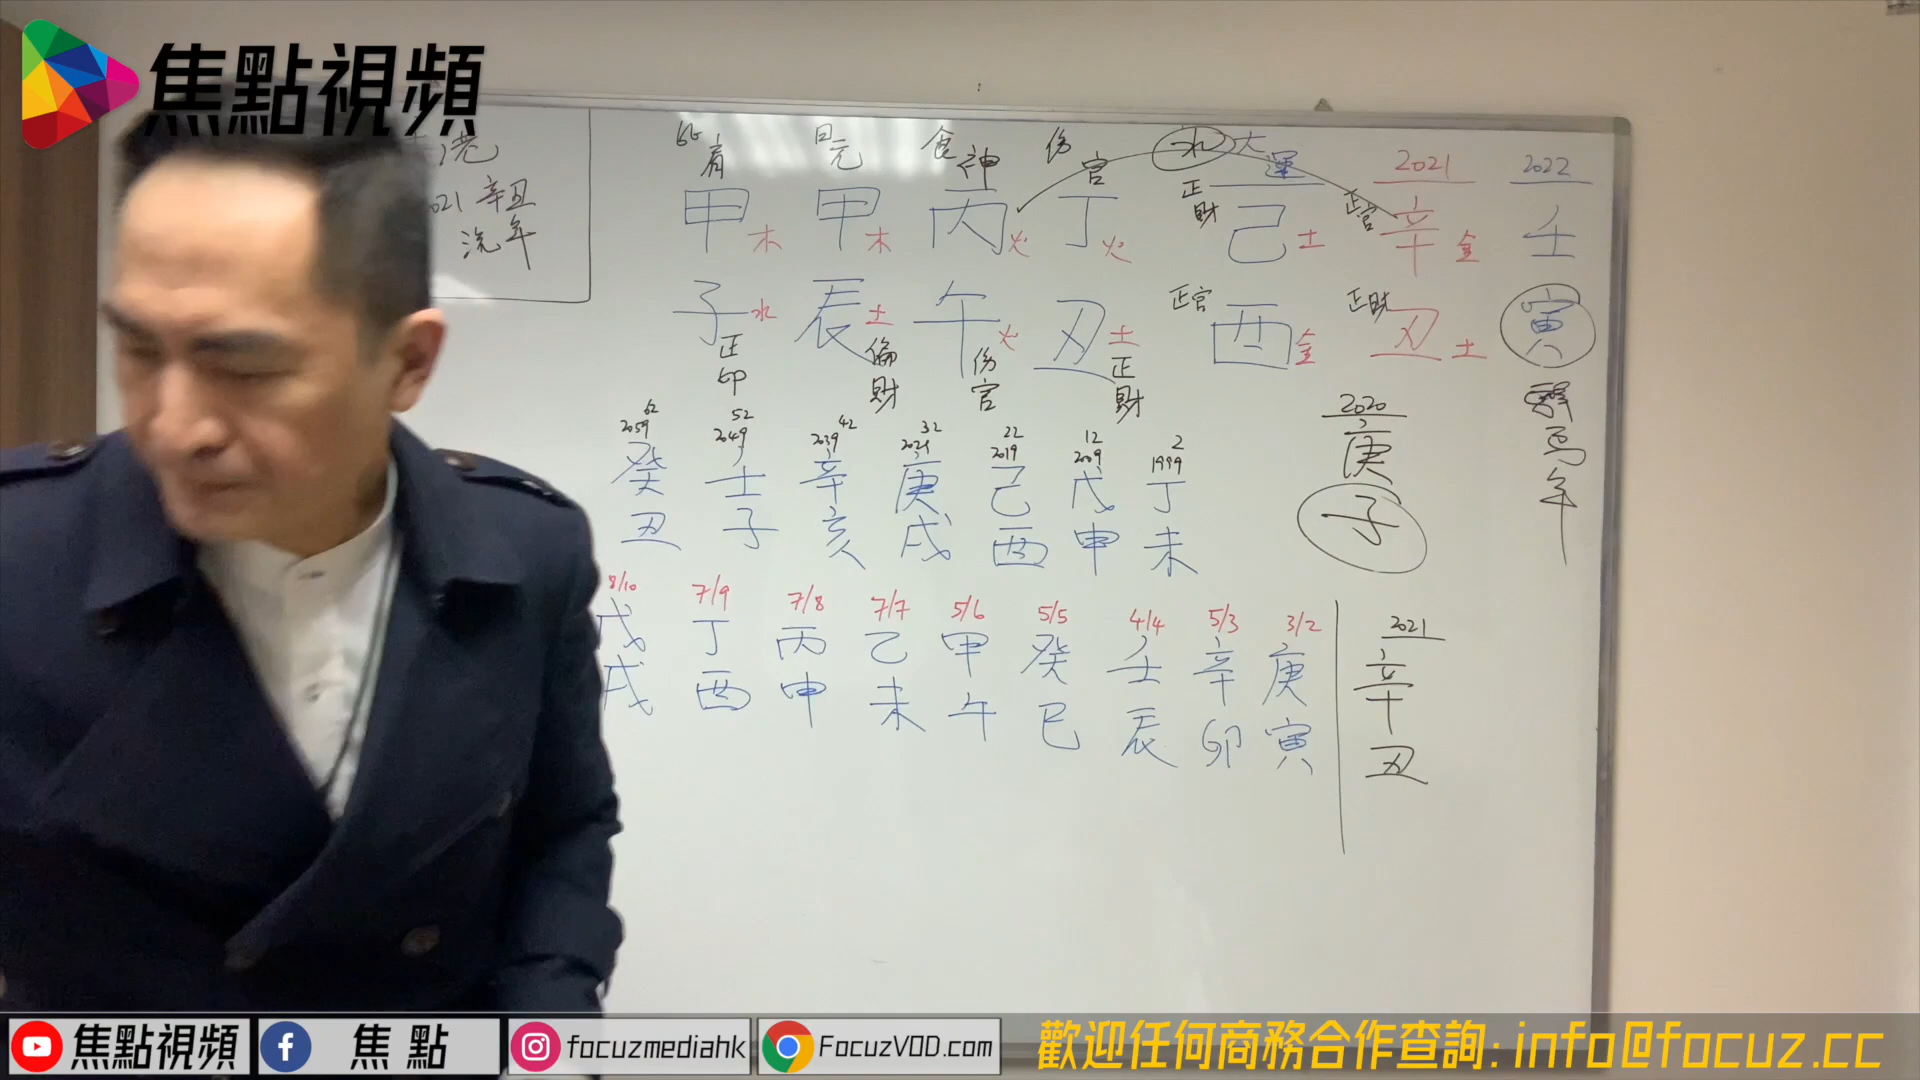 焦點視頻
老
021 辛丑
流年
比肩 日元 食神 傷官 水 大運 2021 2022
甲木 甲木 丙火 丁火 正財 己土 正官 辛金 壬
子水 辰土 午火 丑土 正官 酉金 正財 丑土 寅
正印 偏財 傷官 正財 驛馬年
62 52 42 32 22 12 2
2059 2049 2039 2029 2019 2009 1999 2020
癸 壬 辛 庚 己 戊 丁 庚
丑 子 亥 戌 酉 申 未 子
8/10 7/9 7/8 7/7 5/6 5/5 4/4 5/3 3/2 2021
戊 丁 丙 乙 甲 癸 壬 辛 庚 辛
戌 酉 申 未 午 巳 辰 卯 寅 丑
焦點視頻 焦點 focuzmediahk FocuzVOD.com 歡迎任何商務合作查詢: info@focuz.cc